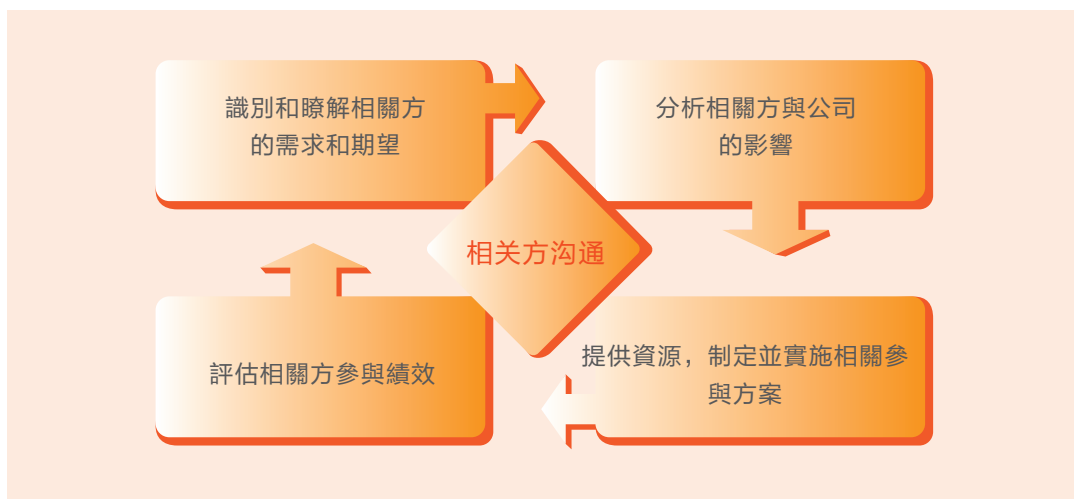 識別和瞭解相關方
的需求和期望
分析相關方與公司
的影響
相关方沟通
評估相關方參與績效
提供資源，制定並實施相關參
與方案